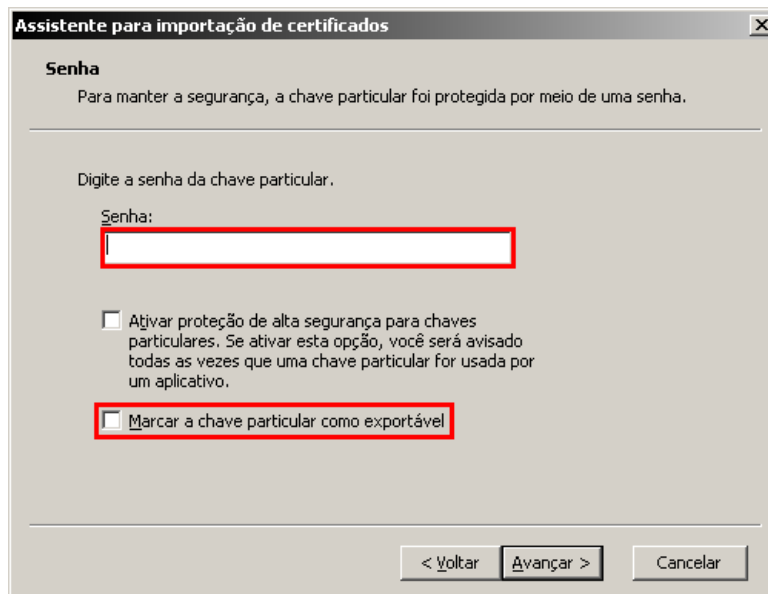 Assistente para importação de certificados
Senha
Para manter a segurança, a chave particular foi protegida por meio de uma senha.
Digite a senha da chave particular.
Senha:
Ativar proteção de alta segurança para chaves
particulares. Se ativar esta opção, você será avisado
todas as vezes que uma chave particular for usada por
um aplicativo.
Marcar a chave particular como exportável
< Voltar
Avançar >
Cancelar